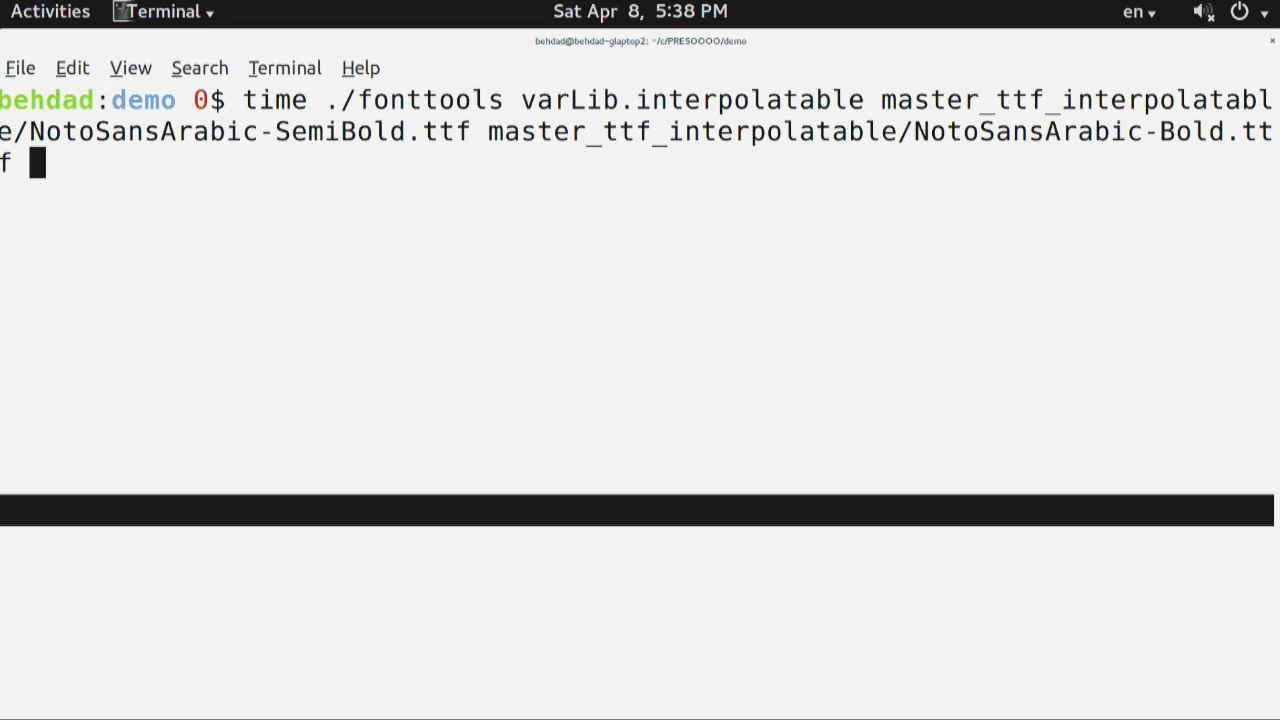 Activities Terminal Sat Apr 8, 5:38 PM en
behdad@behdad-glaptop2: ~/c/PRESOOOO/demo
File Edit View Search Terminal Help
behdad:demo 0$ time ./fonttools varLib.interpolatable master_ttf_interpolatabl
e/NotoSansArabic-SemiBold.ttf master_ttf_interpolatable/NotoSansArabic-Bold.tt
f